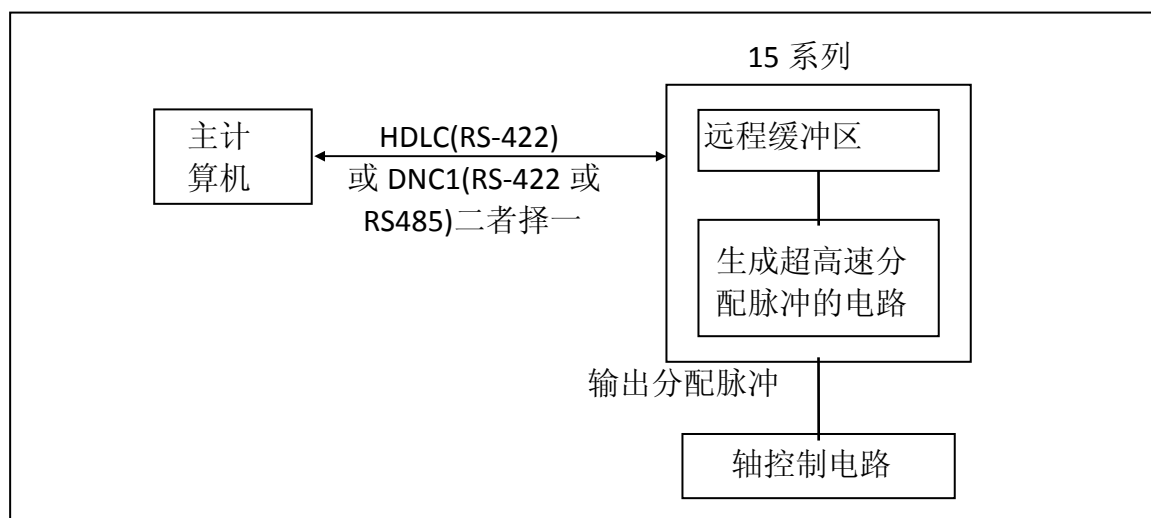 15 系列
主计
算机
HDLC(RS-422)
或 DNC1(RS-422 或
RS485)二者择一
远程缓冲区
生成超高速分
配脉冲的电路
输出分配脉冲
轴控制电路